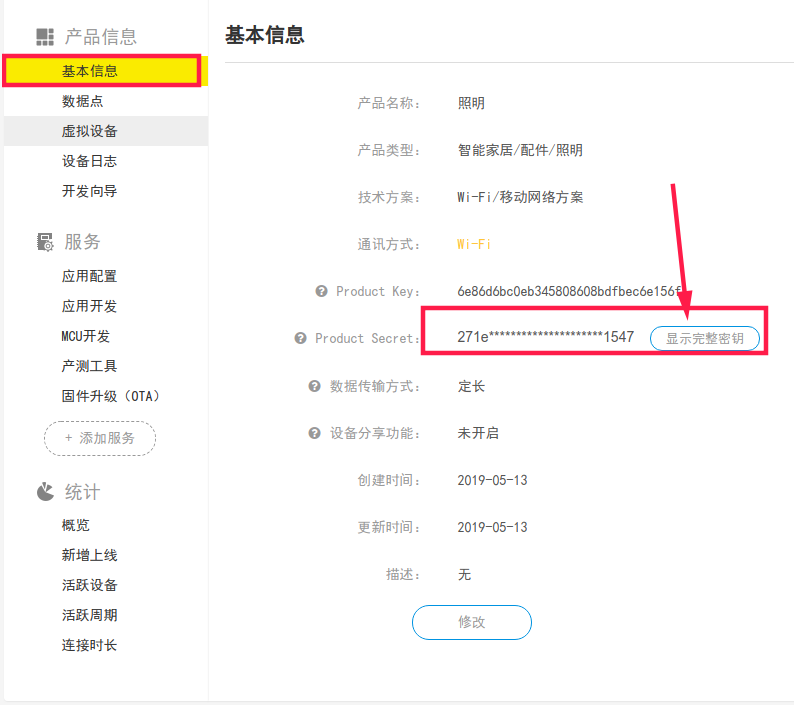 产品信息
基本信息
数据点
虚拟设备
设备日志
开发向导
服务
应用配置
应用开发
MCU开发
产测工具
固件升级（OTA）
+ 添加服务
统计
概览
新增上线
活跃设备
活跃周期
连接时长
基本信息
产品名称： 照明
产品类型： 智能家居/配件/照明
技术方案： Wi-Fi/移动网络方案
通讯方式： Wi-Fi
? Product Key: 6e86d6bc0eb345808608bdfbec6e156f
? Product Secret: 271e**********************1547 显示完整密钥
? 数据传输方式： 定长
? 设备分享功能： 未开启
创建时间： 2019-05-13
更新时间： 2019-05-13
描述： 无
修改